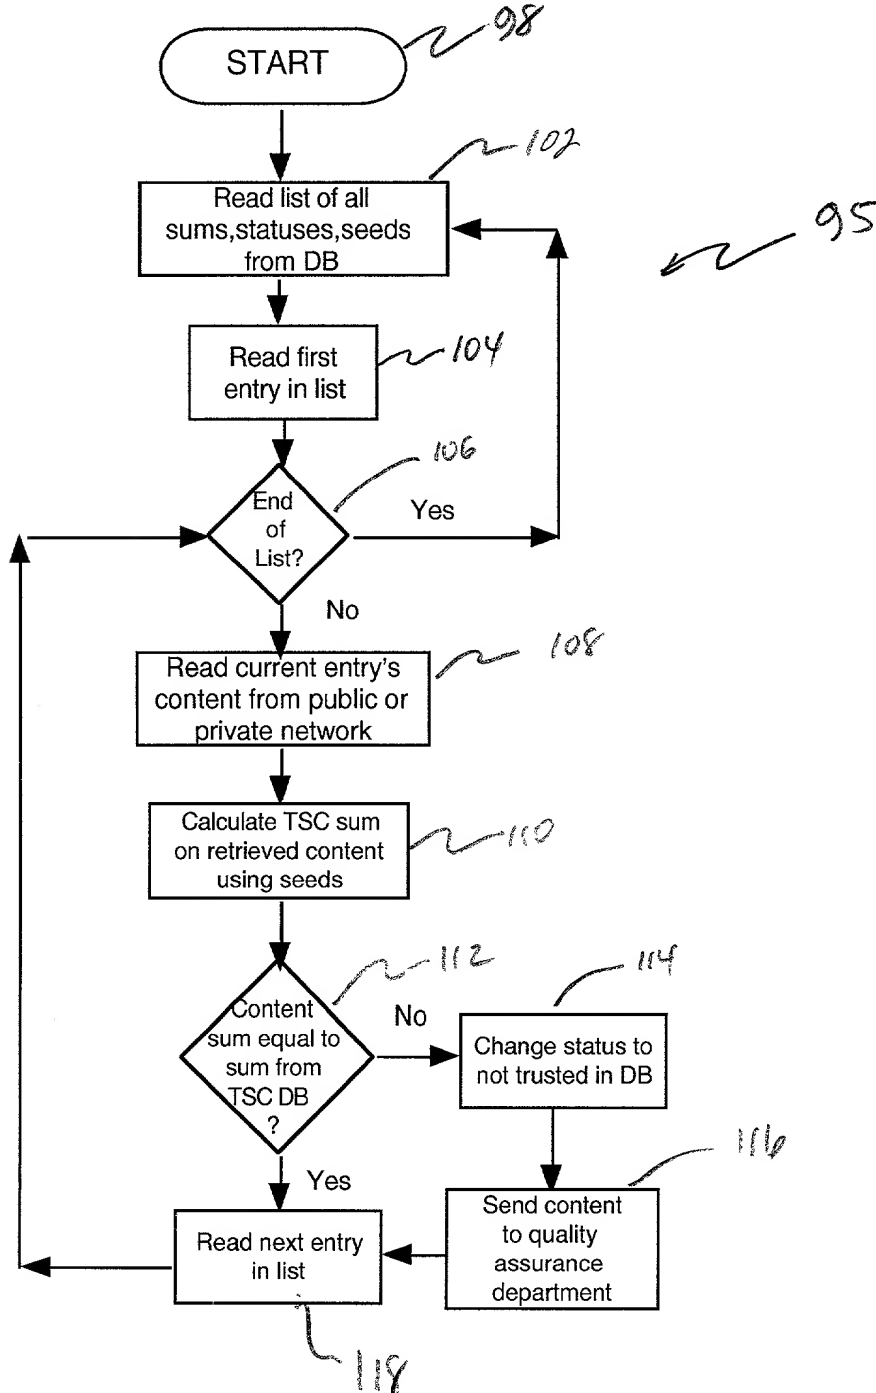 98
START
102
Read list of all
sums,statuses,seeds
from DB
95
Read first
entry in list
104
106
End
of
List?
Yes
No
108
Read current entry's
content from public or
private network
Calculate TSC sum
on retrieved content
using seeds
110
112
114
Content
sum equal to
sum from
TSC DB
?
No
Change status to
not trusted in DB
116
Yes
Read next entry
in list
Send content
to quality
assurance
department
118